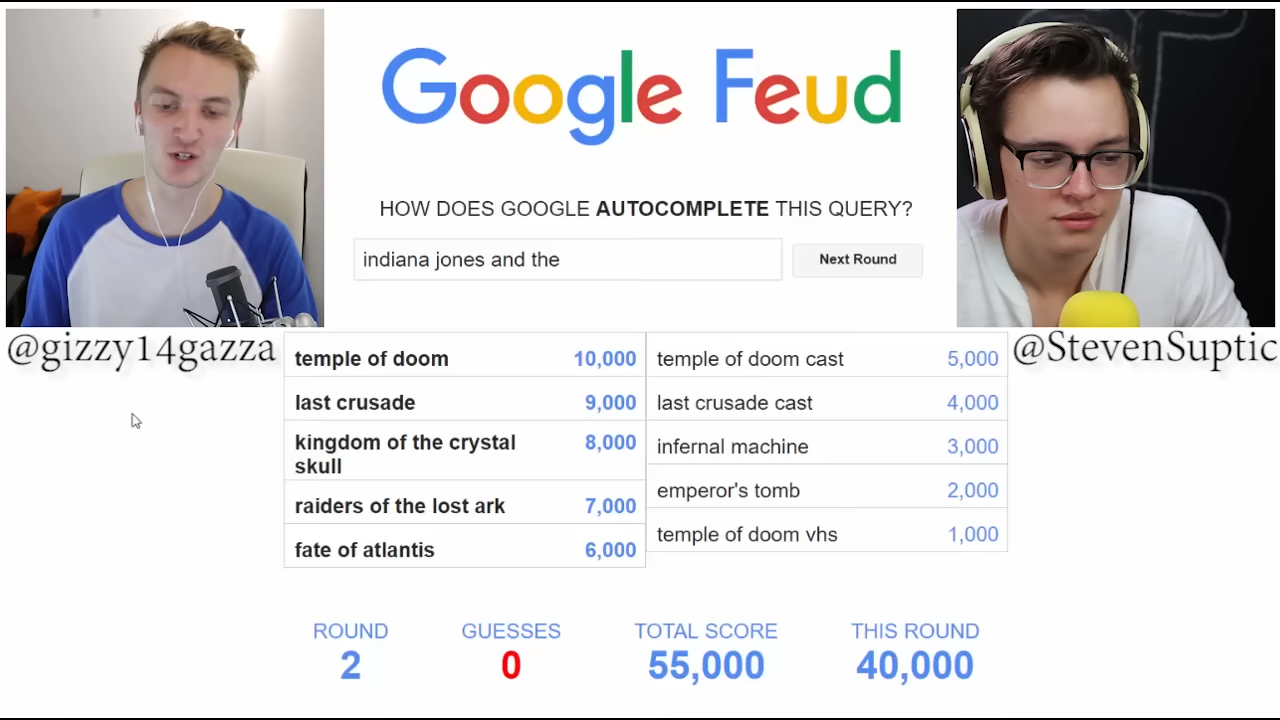 Google Feud
HOW DOES GOOGLE AUTOCOMPLETE THIS QUERY?
indiana jones and the
Next Round
@gizzy14gazza
@StevenSuptic
temple of doom 10,000
last crusade 9,000
kingdom of the crystal
skull 8,000
raiders of the lost ark 7,000
fate of atlantis 6,000
temple of doom cast 5,000
last crusade cast 4,000
infernal machine 3,000
emperor's tomb 2,000
temple of doom vhs 1,000
ROUND
2
GUESSES
0
TOTAL SCORE
55,000
THIS ROUND
40,000